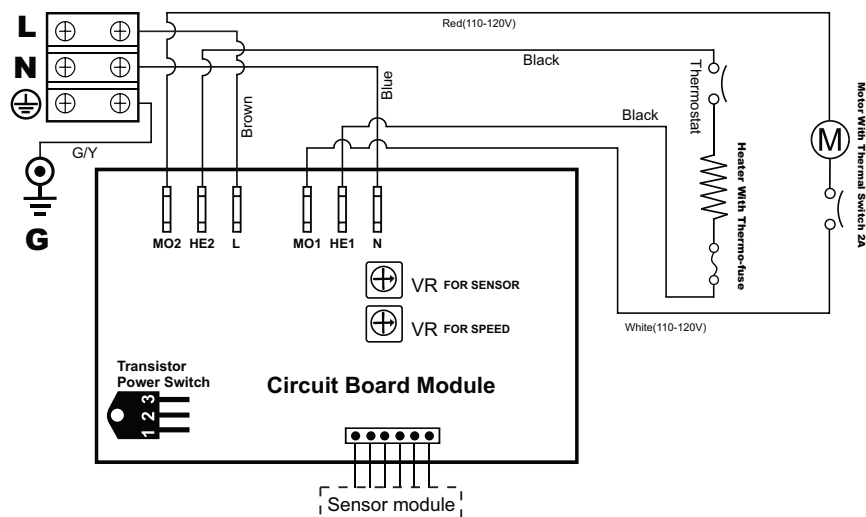 L
N
G
G/Y
Brown
Blue
Red(110-120V)
Black
Black
White(110-120V)
Thermostat
Heater With Thermo-fuse
M
Motor With Thermal Switch 2A
MO2 HE2 L MO1 HE1 N
VR FOR SENSOR
VR FOR SPEED
Transistor
Power Switch
1 2 3
Circuit Board Module
Sensor module